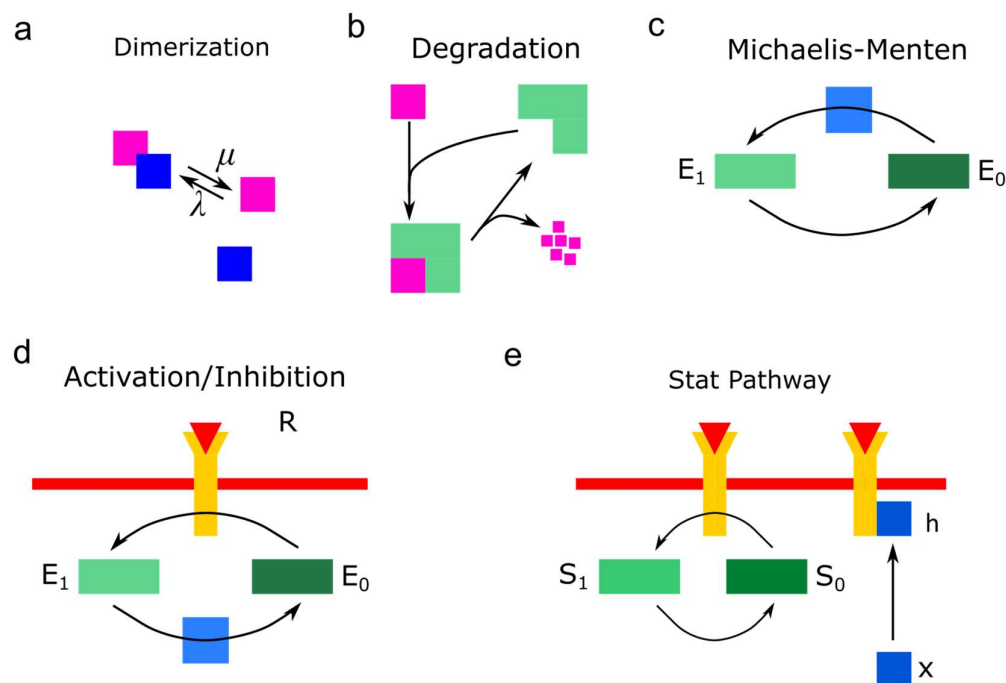 a
Dimerization
μ
λ
b
Degradation
c
Michaelis-Menten
E₁
E₀
d
Activation/Inhibition
R
E₁
E₀
e
Stat Pathway
h
S₁
S₀
x